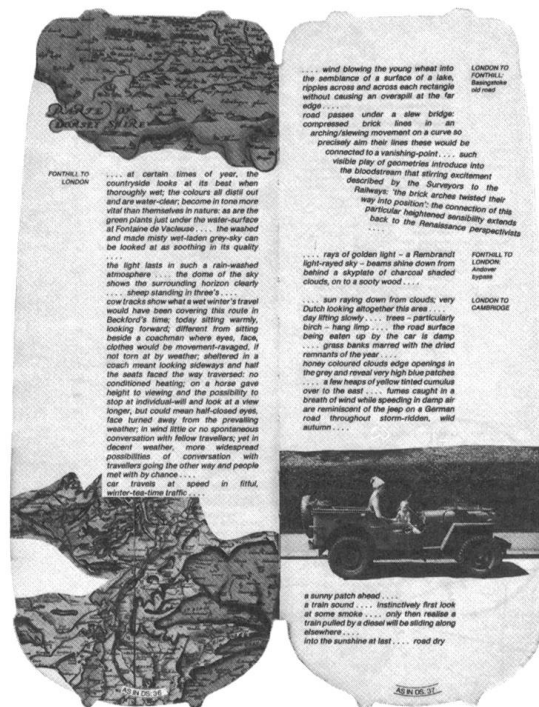 DORSET SHIRE
FONTHILL TO
LONDON
.... at certain times of year, the
countryside looks at its best when
thoroughly wet; the colours all distil out
and are water-clear; become in tone more
vital than themselves in nature: as are the
green plants just under the water-surface
at Fontaine de Vacleuse .... the washed
and made misty wet-laden grey-sky can
be looked at as soothing in its quality
....
the light lasts in such a rain-washed
atmosphere .... the dome of the sky
shows the surrounding horizon clearly
.... sheep standing in three's ....
cow tracks show what a wet winter's travel
would have been covering this route in
Beckford's time; today sitting warmly,
looking forward; different from sitting
beside a coachman where eyes, face,
clothes would be movement-ravaged, if
not torn at by weather; sheltered in a
coach meant looking sideways and half
the seats faced the way traversed: no
conditioned heating; on a horse gave
height to viewing and the possibility to
stop at individual-will and look at a view
longer, but could mean half-closed eyes,
face turned away from the prevailing
weather; in wind little or no spontaneous
conversation with fellow travellers; yet in
decent weather, more widespread
possibilities of conversation with
travellers going the other way and people
met with by chance ....
car travels at speed in fitful,
winter-tea-time traffic ....
AS IN DS: 36
.... wind blowing the young wheat into
the semblance of a surface of a lake,
ripples across and across each rectangle
without causing an overspill at the far
edge ....
road passes under a slew bridge:
compressed brick lines in an
arching/slewing movement on a curve so
precisely aim their lines these would be
connected to a vanishing-point .... such
visible play of geometries introduce into
the bloodstream that stirring excitement
described by the Surveyors to the
Railways: 'the brick arches twisted their
way into position': the connection of this
particular heightened sensibility extends
back to the Renaissance perspectivists
....
LONDON TO
FONTHILL:
Basingstoke
old road
.... rays of golden light – a Rembrandt
light-rayed sky – beams shine down from
behind a skyplate of charcoal shaded
clouds, on to a sooty wood ....
FONTHILL TO
LONDON:
Andover
bypass
.... sun raying down from clouds; very
Dutch looking altogether this area ....
day lifting slowly .... trees – particularly
birch – hang limp .... the road surface
being eaten up by the car is damp
.... grass banks marred with the dried
remnants of the year ....
honey coloured clouds edge openings in
the grey and reveal very high blue patches
.... a few heaps of yellow tinted cumulus
over to the east .... fumes caught in a
breath of wind while speeding in damp air
are reminiscent of the jeep on a German
road throughout storm-ridden, wild
autumn ....
LONDON TO
CAMBRIDGE
a sunny patch ahead ....
a train sound .... instinctively first look
at some smoke .... only then realise a
train pulled by a diesel will be sliding along
elsewhere ....
into the sunshine at last .... road dry
AS IN DS: 37